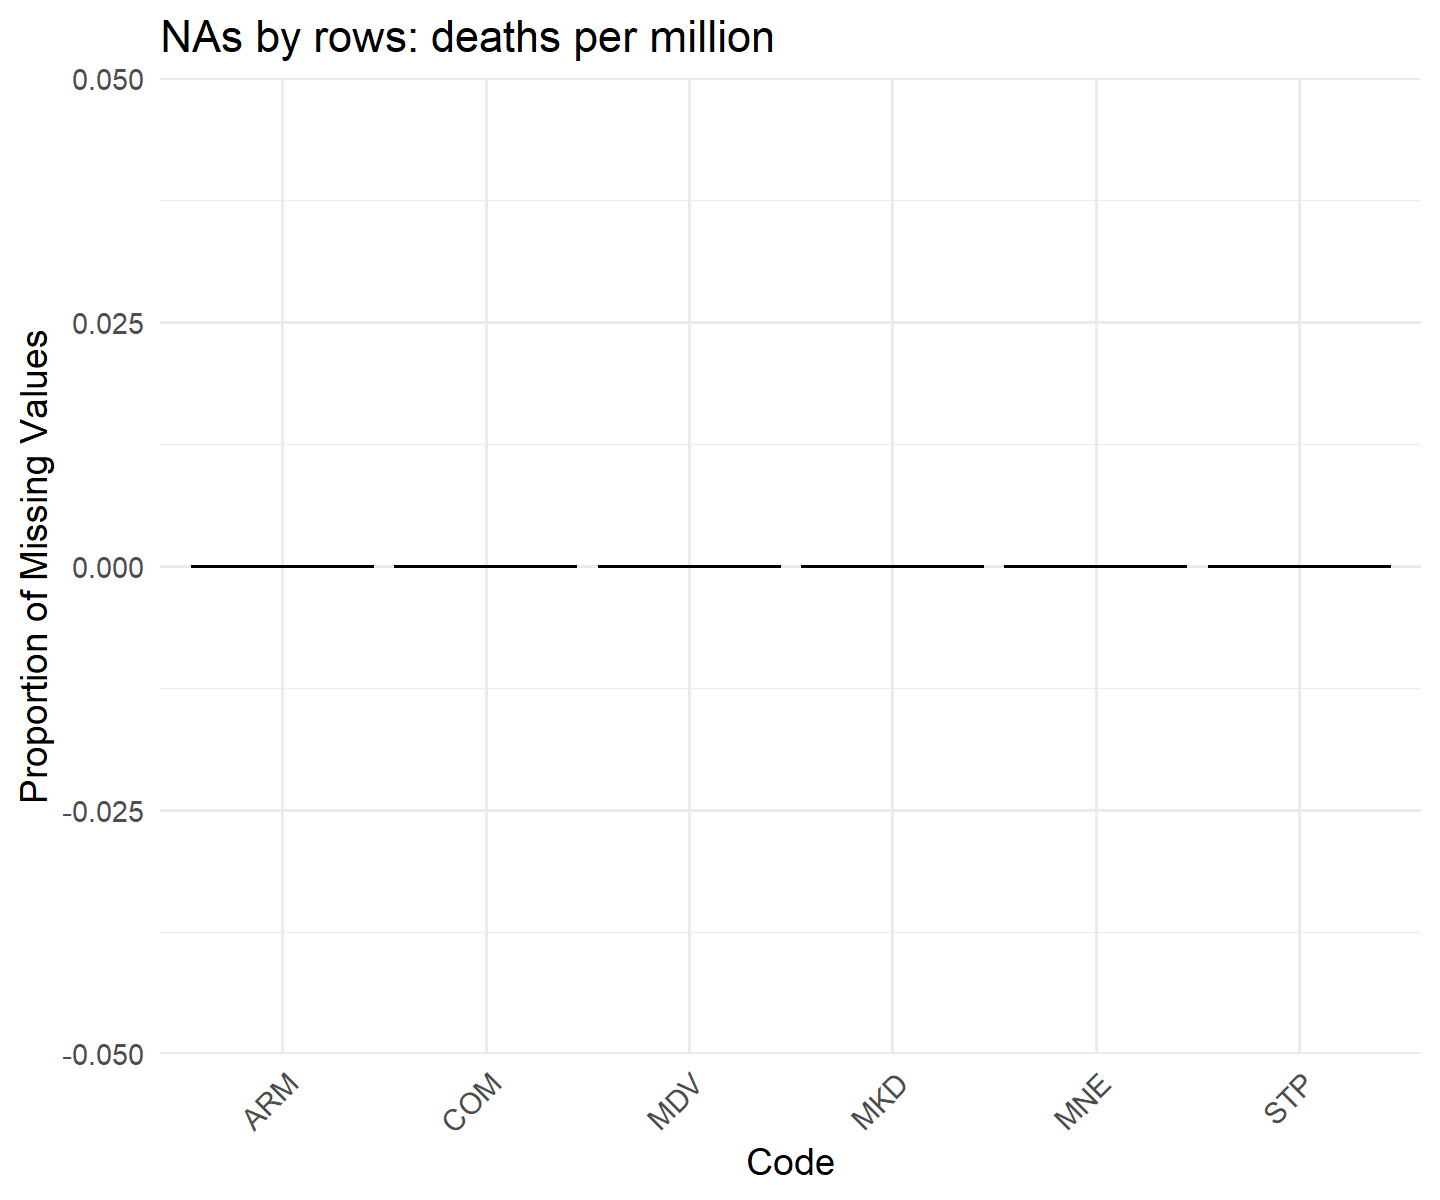 NAs by rows: deaths per million
Proportion of Missing Values
0.050
0.025
0.000
-0.025
-0.050
ARM
COM
MDV
MKD
MNE
STP
Code